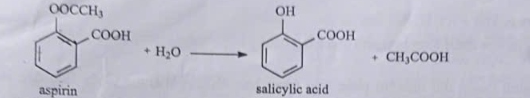 OOCCH₃
COOH
+ H₂O
aspirin
OH
COOH
+ CH₃COOH
salicylic acid